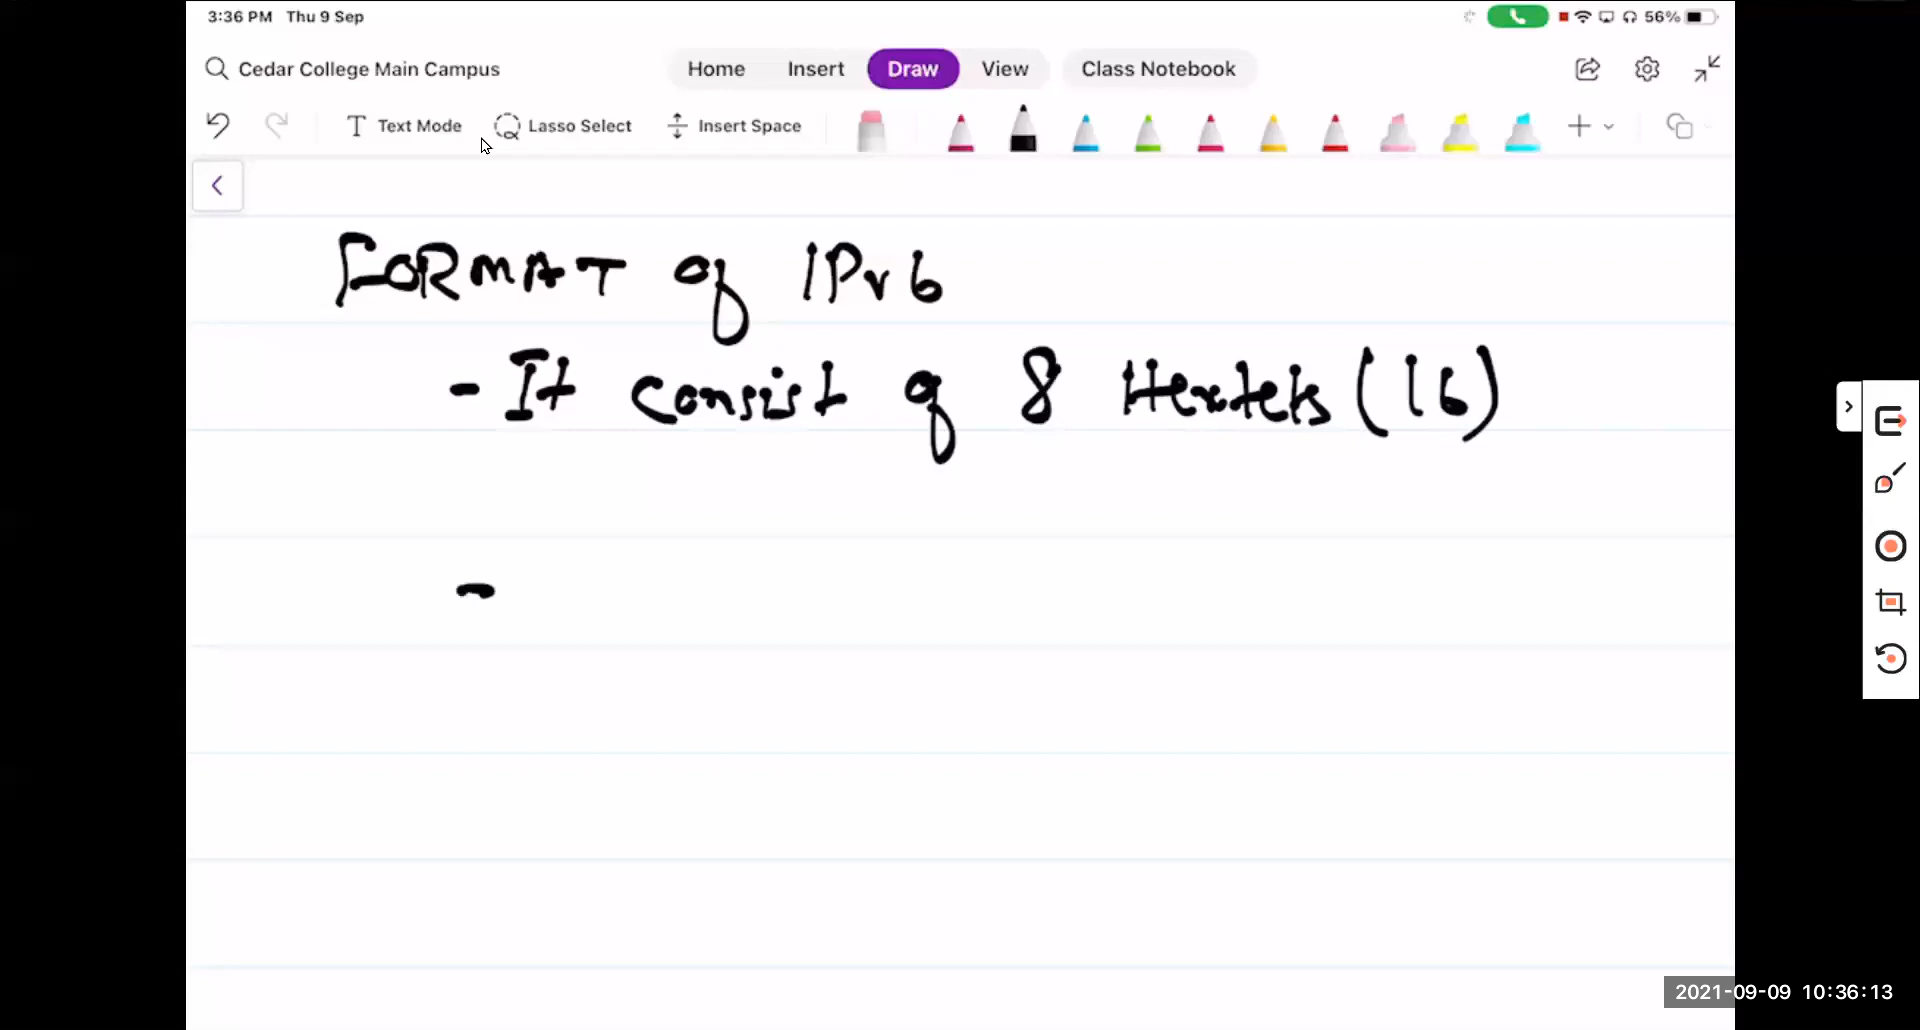 3:36 PM Thu 9 Sep 56%
Cedar College Main Campus Home Insert Draw View Class Notebook
Text Mode Lasso Select Insert Space
FORMAT of IPv6
- It consist of 8 Hextets (16)
-
2021-09-09 10:36:13